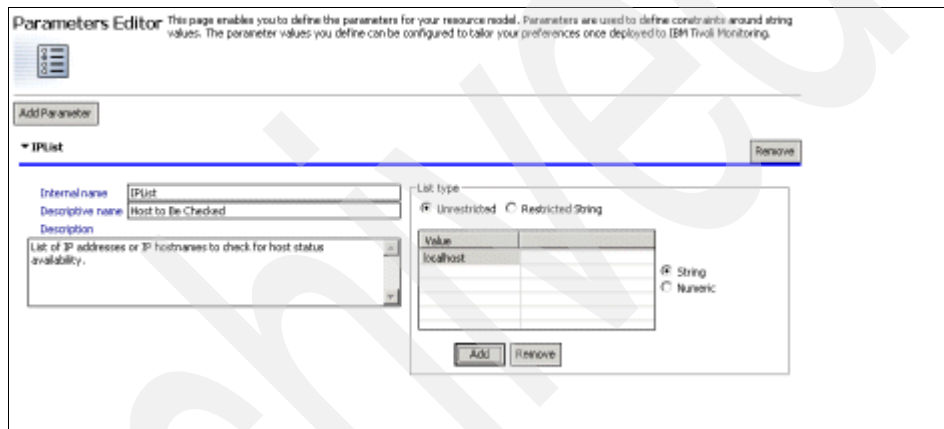 Parameters Editor This page enables you to define the parameters for your resource model. Parameters are used to define constraints around string
values. The parameter values you define can be configured to tailor your preferences once deployed to IBM Tivoli Monitoring.
Add Parameter
IPList
Remove
Internal name IPList
Descriptive name Host to Be Checked
Description
List of IP addresses or IP hostnames to check for host status
availability.
List type
Unrestricted Restricted String
Value
localhost
String
Numeric
Add Remove